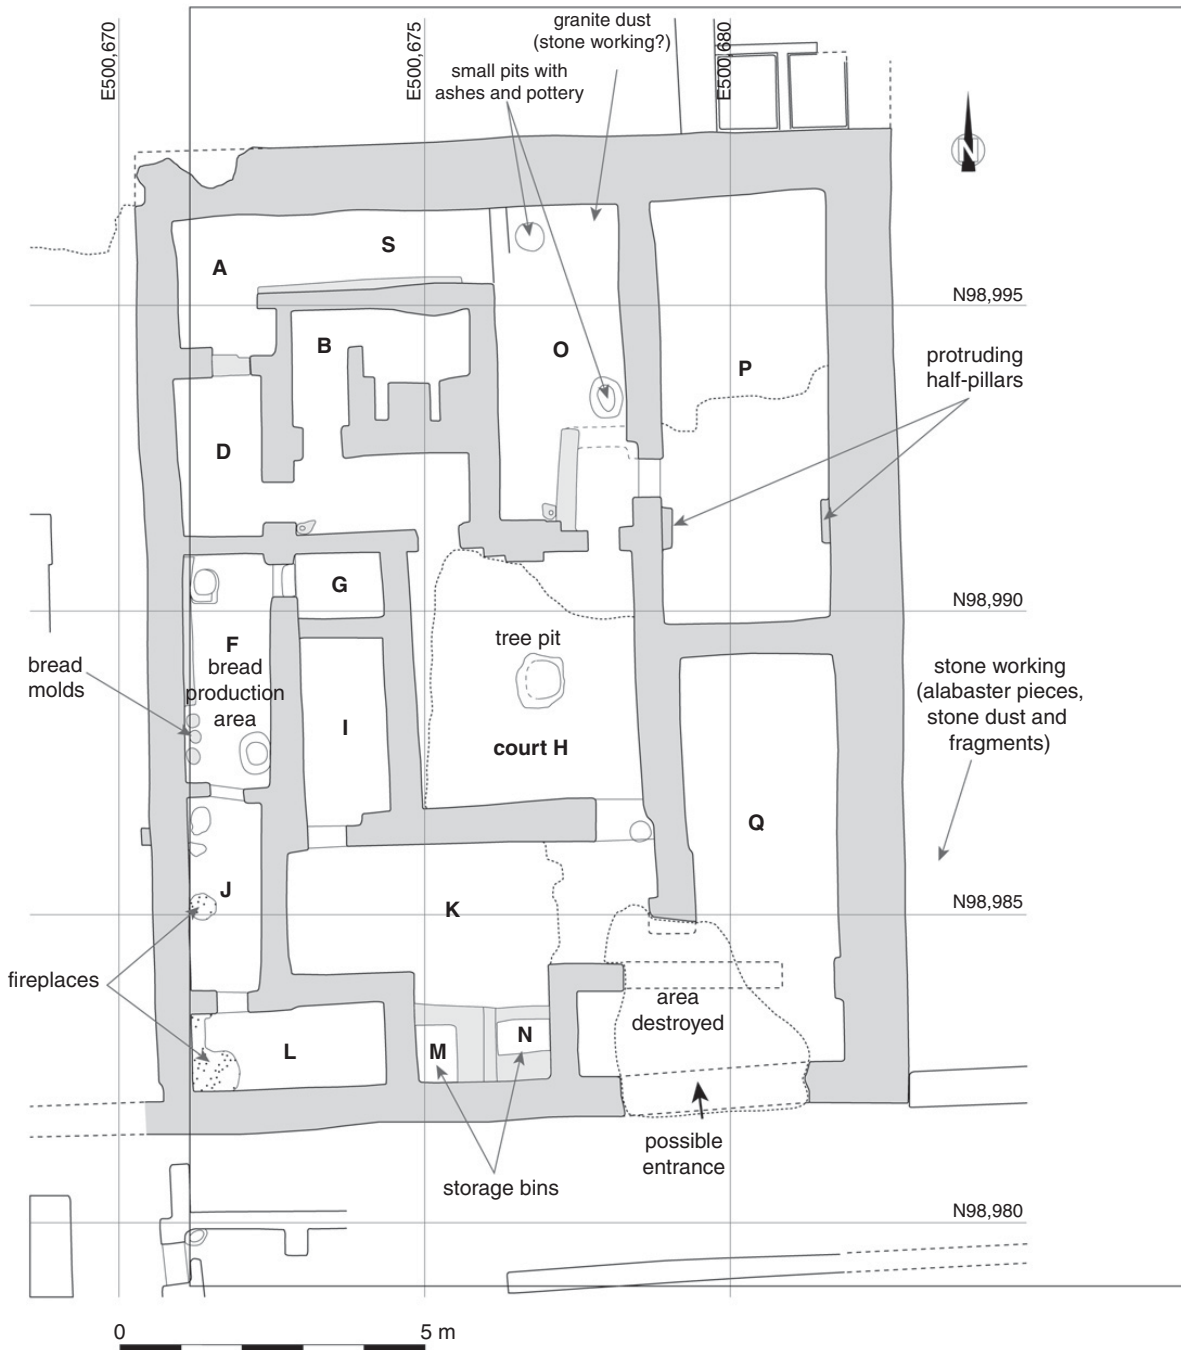 granite dust
(stone working?)
small pits with
ashes and pottery
E500,670
E500,675
E500,680
N
S
A
N98,995
B
O
P
protruding
half-pillars
D
G
N98,990
F
bread
production
area
tree pit
bread
molds
stone working
(alabaster pieces,
stone dust and
fragments)
I
court H
Q
J
K
N98,985
fireplaces
area
destroyed
L
M
N
possible
entrance
storage bins
N98,980
0
5 m